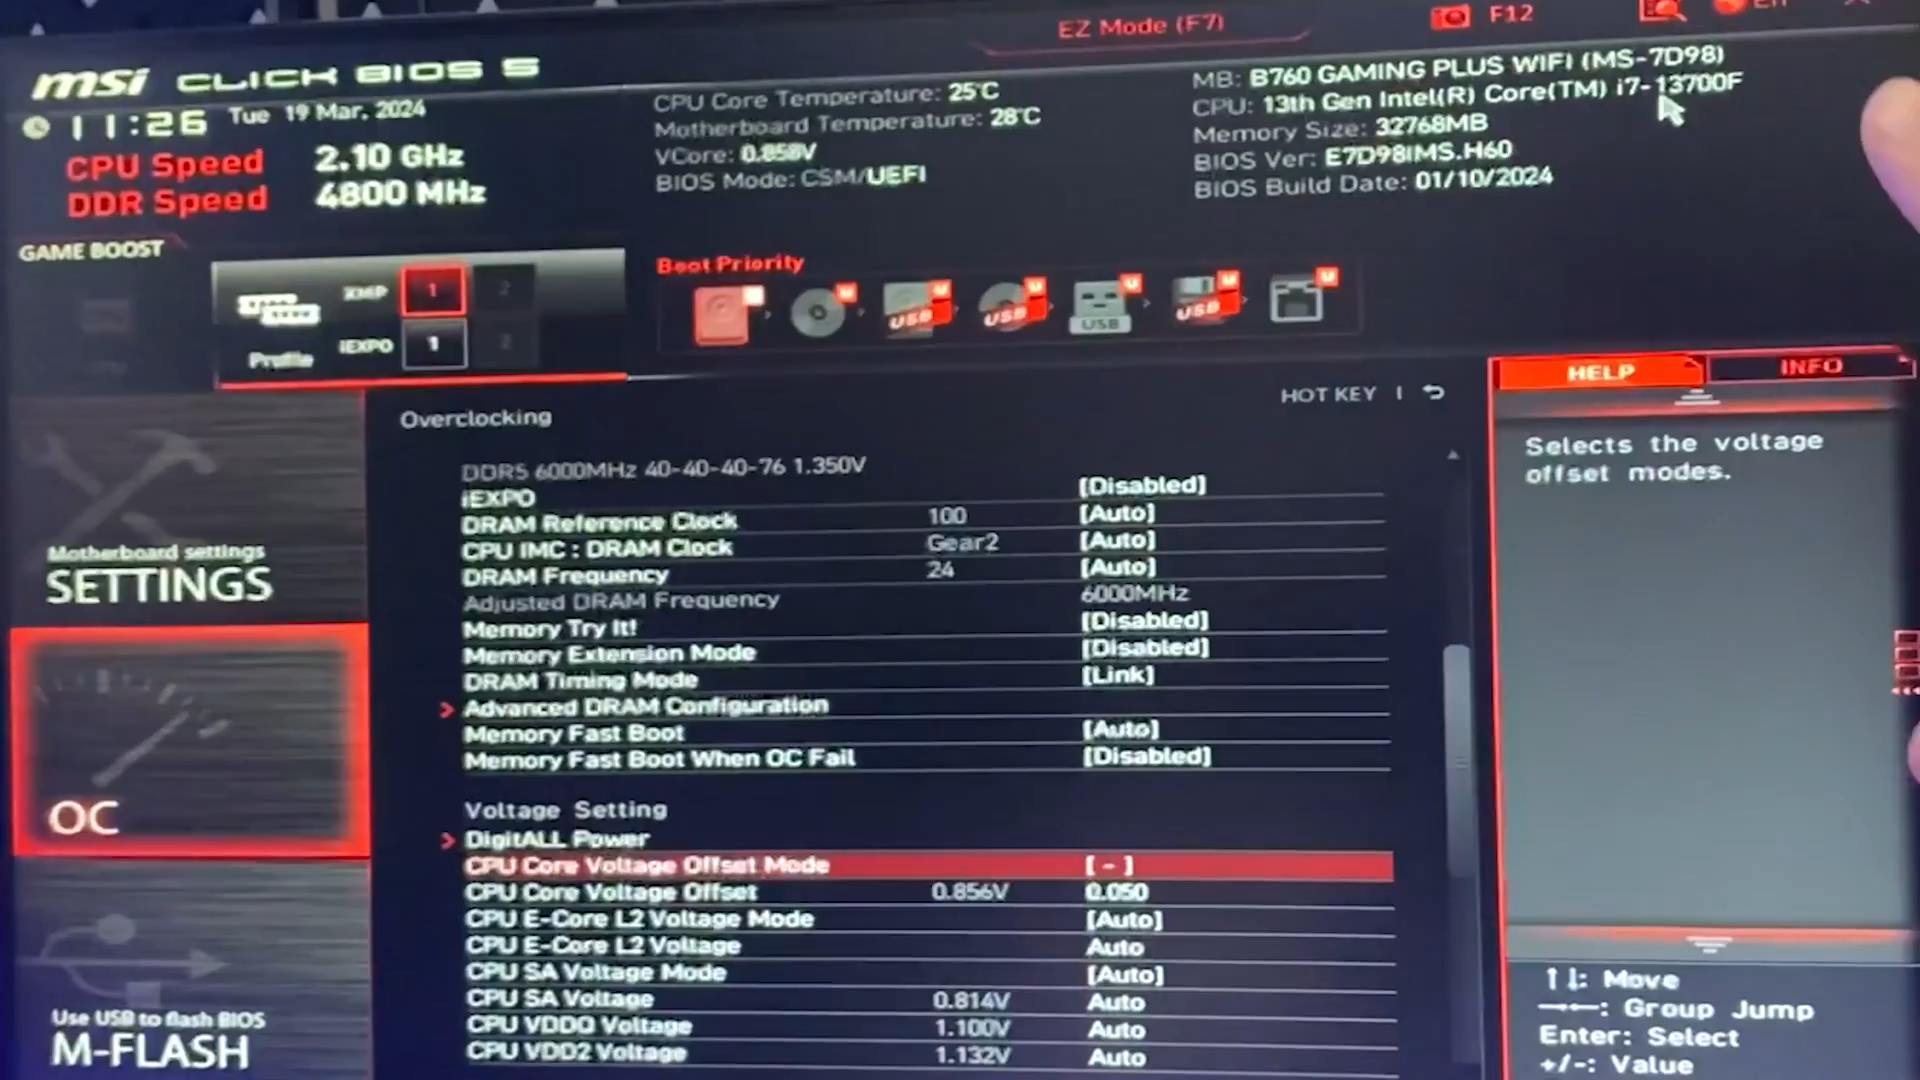 EZ Mode (F7)
F12
En
msi CLICK BIOS 5
11:26 Tue 19 Mar, 2024
CPU Speed 2.10 GHz
DDR Speed 4800 MHz
CPU Core Temperature: 25°C
Motherboard Temperature: 28°C
VCore: 0.858V
BIOS Mode: CSM/UEFI
MB: B760 GAMING PLUS WIFI (MS-7D98)
CPU: 13th Gen Intel(R) Core(TM) i7-13700F
Memory Size: 32768MB
BIOS Ver: E7D98IMS.H60
BIOS Build Date: 01/10/2024
GAME BOOST
XMP 1 2
Profile iEXPO 1 2
Boot Priority
U
U
USB U
USB U
USB U
USB U
HELP
INFO
HOT KEY
Overclocking
Motherboard settings
SETTINGS
OC
Use USB to flash BIOS
M-FLASH
DDR5 6000MHz 40-40-40-76 1.350V
iEXPO [Disabled]
DRAM Reference Clock 100 [Auto]
CPU IMC : DRAM Clock Gear2 [Auto]
DRAM Frequency 24 [Auto]
Adjusted DRAM Frequency 6000MHz
Memory Try It! [Disabled]
Memory Extension Mode [Disabled]
DRAM Timing Mode [Link]
> Advanced DRAM Configuration
Memory Fast Boot [Auto]
Memory Fast Boot When OC Fail [Disabled]
Voltage Setting
> DigitALL Power
CPU Core Voltage Offset Mode [ - ]
CPU Core Voltage Offset 0.856V 0.050
CPU E-Core L2 Voltage Mode [Auto]
CPU E-Core L2 Voltage Auto
CPU SA Voltage Mode [Auto]
CPU SA Voltage 0.814V Auto
CPU VDDQ Voltage 1.100V Auto
CPU VDD2 Voltage 1.132V Auto
Selects the voltage
offset modes.
↑↓: Move
→←: Group Jump
Enter: Select
+/-: Value